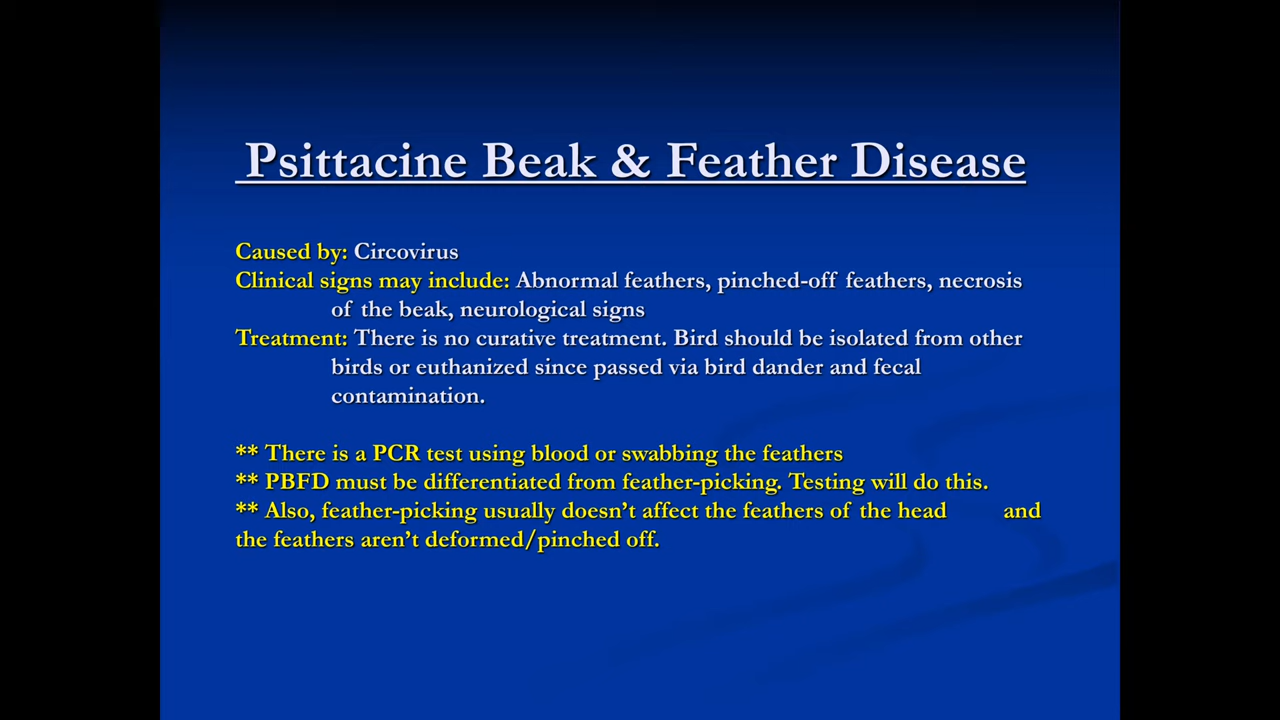 Psittacine Beak & Feather Disease
Caused by: Circovirus
Clinical signs may include: Abnormal feathers, pinched-off feathers, necrosis
of the beak, neurological signs
Treatment: There is no curative treatment. Bird should be isolated from other
birds or euthanized since passed via bird dander and fecal
contamination.
** There is a PCR test using blood or swabbing the feathers
** PBFD must be differentiated from feather-picking. Testing will do this.
** Also, feather-picking usually doesn’t affect the feathers of the head and
the feathers aren’t deformed/pinched off.